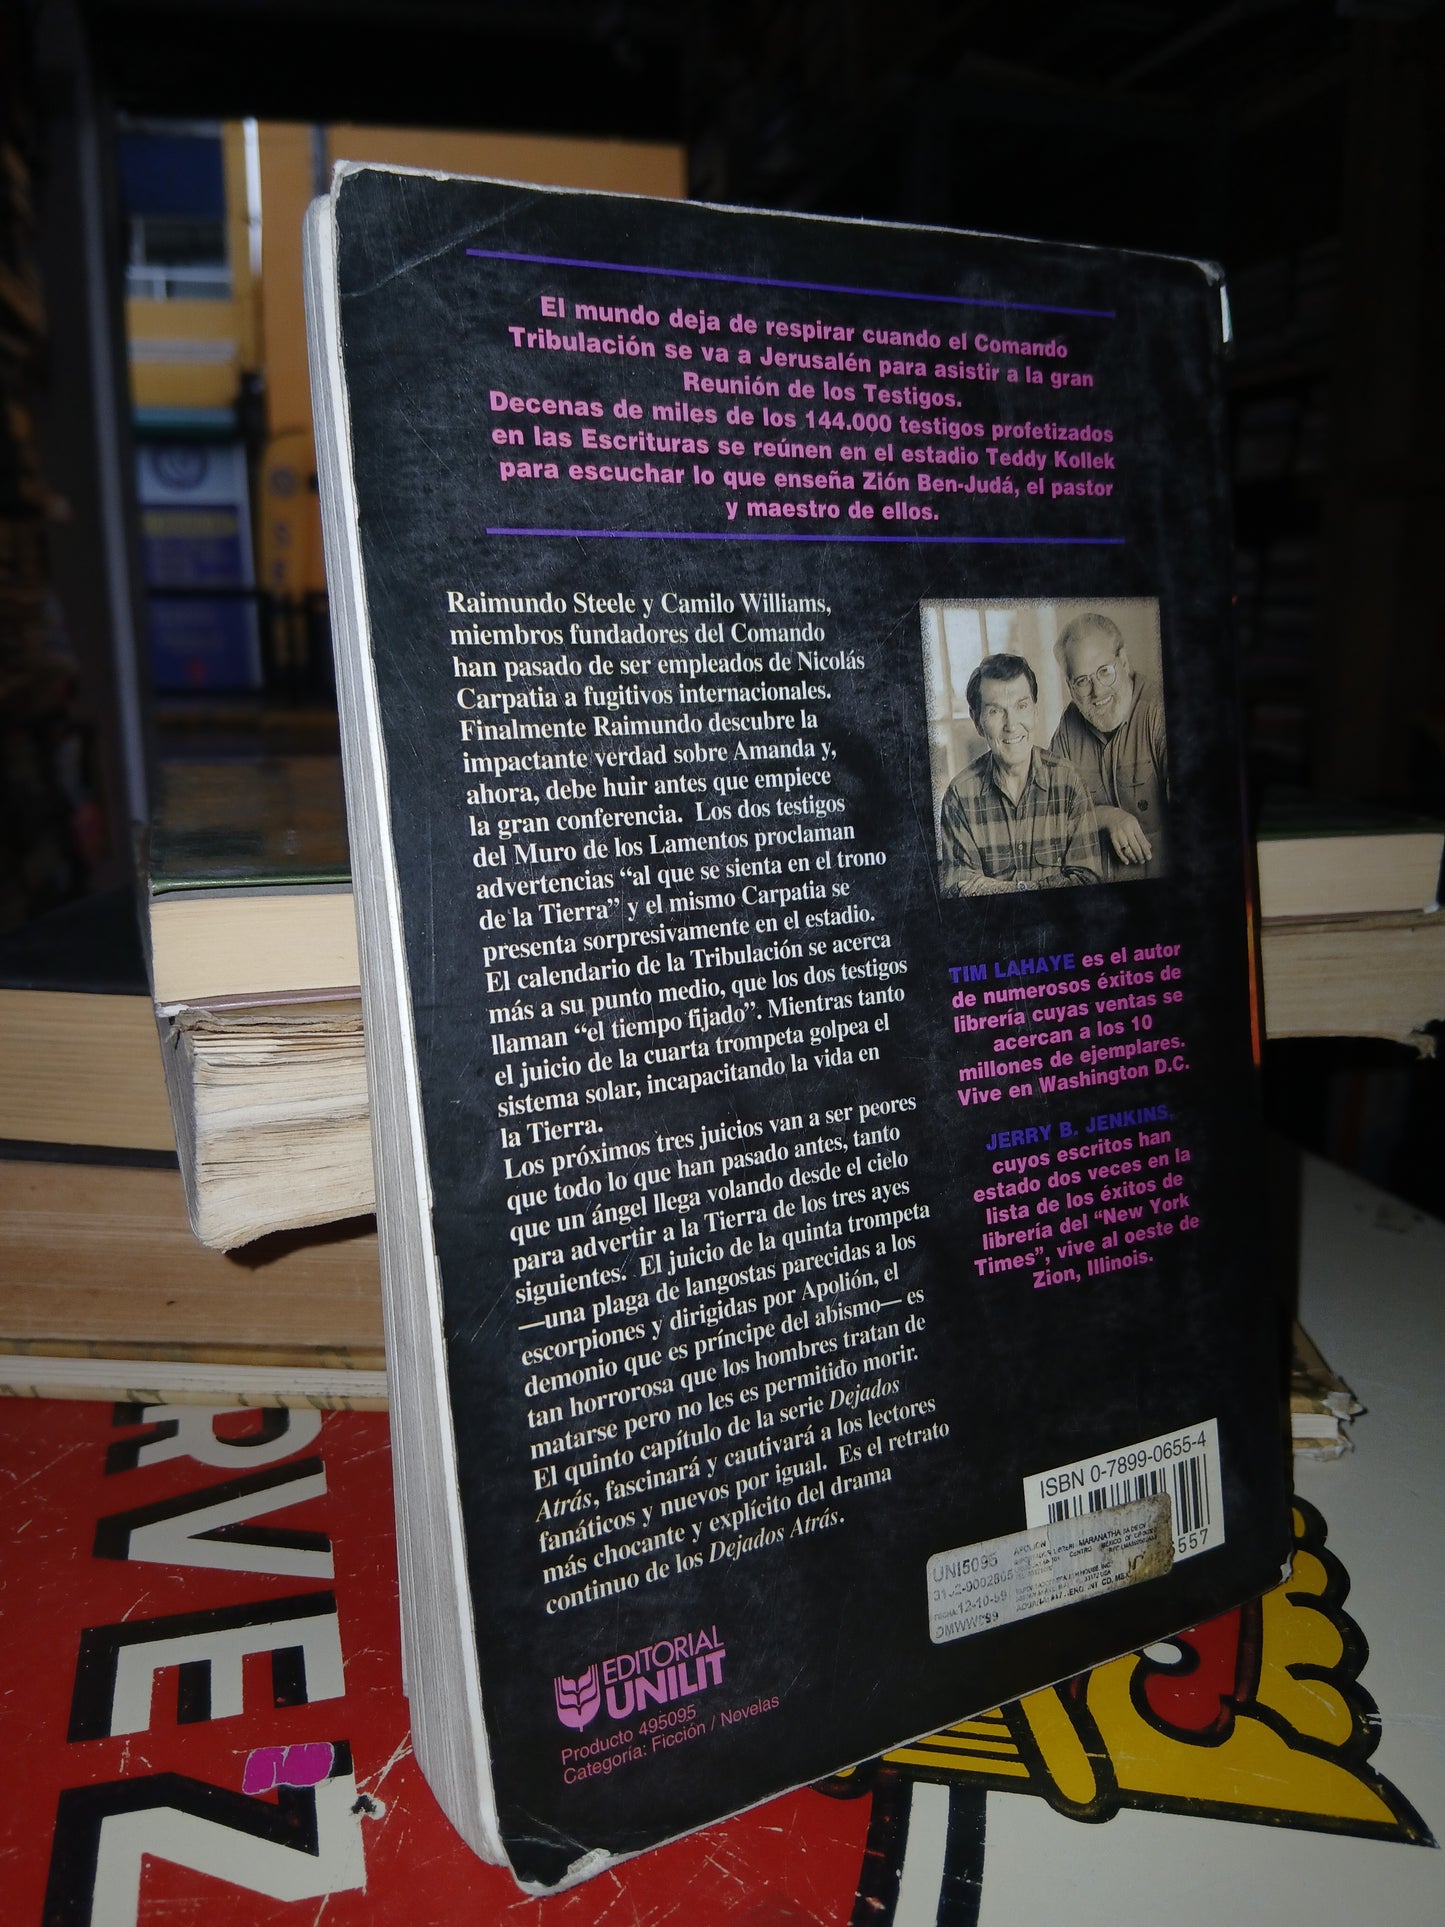 El mundo deja de respirar cuando el Comando
Tribulación se va a Jerusalén para asistir a la gran
Reunión de los Testigos.
Decenas de miles de los 144.000 testigos profetizados
en las Escrituras se reúnen en el estadio Teddy Kollek
para escuchar lo que enseña Zión Ben-Judá, el pastor
y maestro de ellos.
Raimundo Steele y Camilo Williams,
miembros fundadores del Comando
han pasado de ser empleados de Nicolás
Carpatia a fugitivos internacionales.
Finalmente Raimundo descubre la
impactante verdad sobre Amanda y,
ahora, debe huir antes que empiece
la gran conferencia. Los dos testigos
del Muro de los Lamentos proclaman
advertencias “al que se sienta en el trono
de la Tierra” y el mismo Carpatia se
presenta sorpresivamente en el estadio.
El calendario de la Tribulación se acerca
más a su punto medio, que los dos testigos
llaman “el tiempo fijado”. Mientras tanto
el juicio de la cuarta trompeta golpea el
sistema solar, incapacitando la vida en
la Tierra.
Los próximos tres juicios van a ser peores
que todo lo que han pasado antes, tanto
que un ángel llega volando desde el cielo
para advertir a la Tierra de los tres ayes
siguientes. El juicio de la quinta trompeta
—una plaga de langostas parecidas a los
escorpiones y dirigidas por Apolión, el
demonio que es príncipe del abismo— es
tan horrorosa que los hombres tratan de
matarse pero no les es permitido morir.
El quinto capítulo de la serie Dejados
Atrás, fascinará y cautivará a los lectores
fanáticos y nuevos por igual. Es el retrato
más chocante y explícito del drama
continuo de los Dejados Atrás.
TIM LAHAYE es el autor
de numerosos éxitos de
librería cuyas ventas se
acercan a los 10
millones de ejemplares.
Vive en Washington D.C.
JERRY B. JENKINS,
cuyos escritos han
estado dos veces en la
lista de los éxitos de
librería del “New York
Times”, vive al oeste de
Zion, Illinois.
ISBN 0-7899-0655-4
UNI5095
APOLION
MARANATHA
FECHA: 12-10-99
EDITORIAL
UNILIT
Producto 495095
Categoría: Ficción / Novelas
RVE'Z